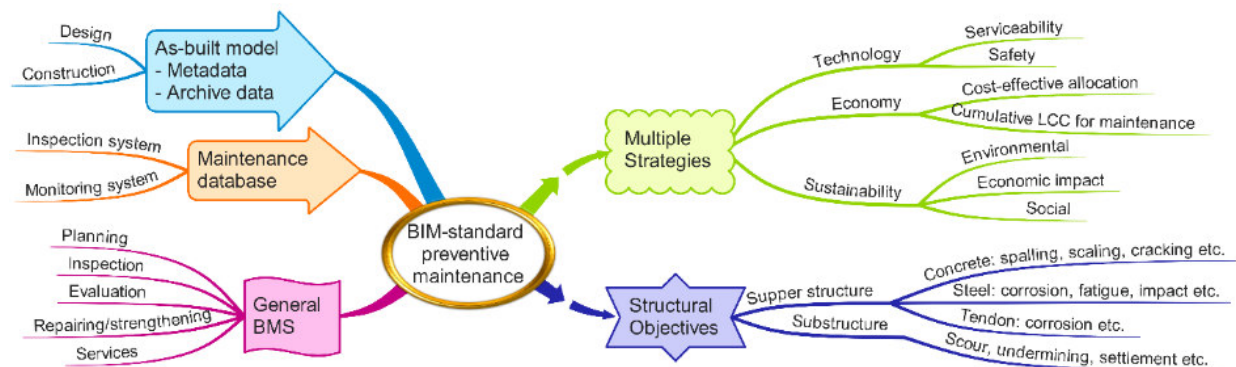 Design
Construction
As-built model
- Metadata
- Archive data
Inspection system
Monitoring system
Maintenance
database
Planning
Inspection
Evaluation
Repairing/strengthening
Services
General
BMS
BIM-standard
preventive
maintenance
Multiple
Strategies
Technology
Serviceability
Safety
Economy
Cost-effective allocation
Cumulative LCC for maintenance
Sustainability
Environmental
Economic impact
Social
Structural
Objectives
Supper structure
Concrete: spalling, scaling, cracking etc.
Steel: corrosion, fatigue, impact etc.
Tendon: corrosion etc.
Substructure
Scour, undermining, settlement etc.